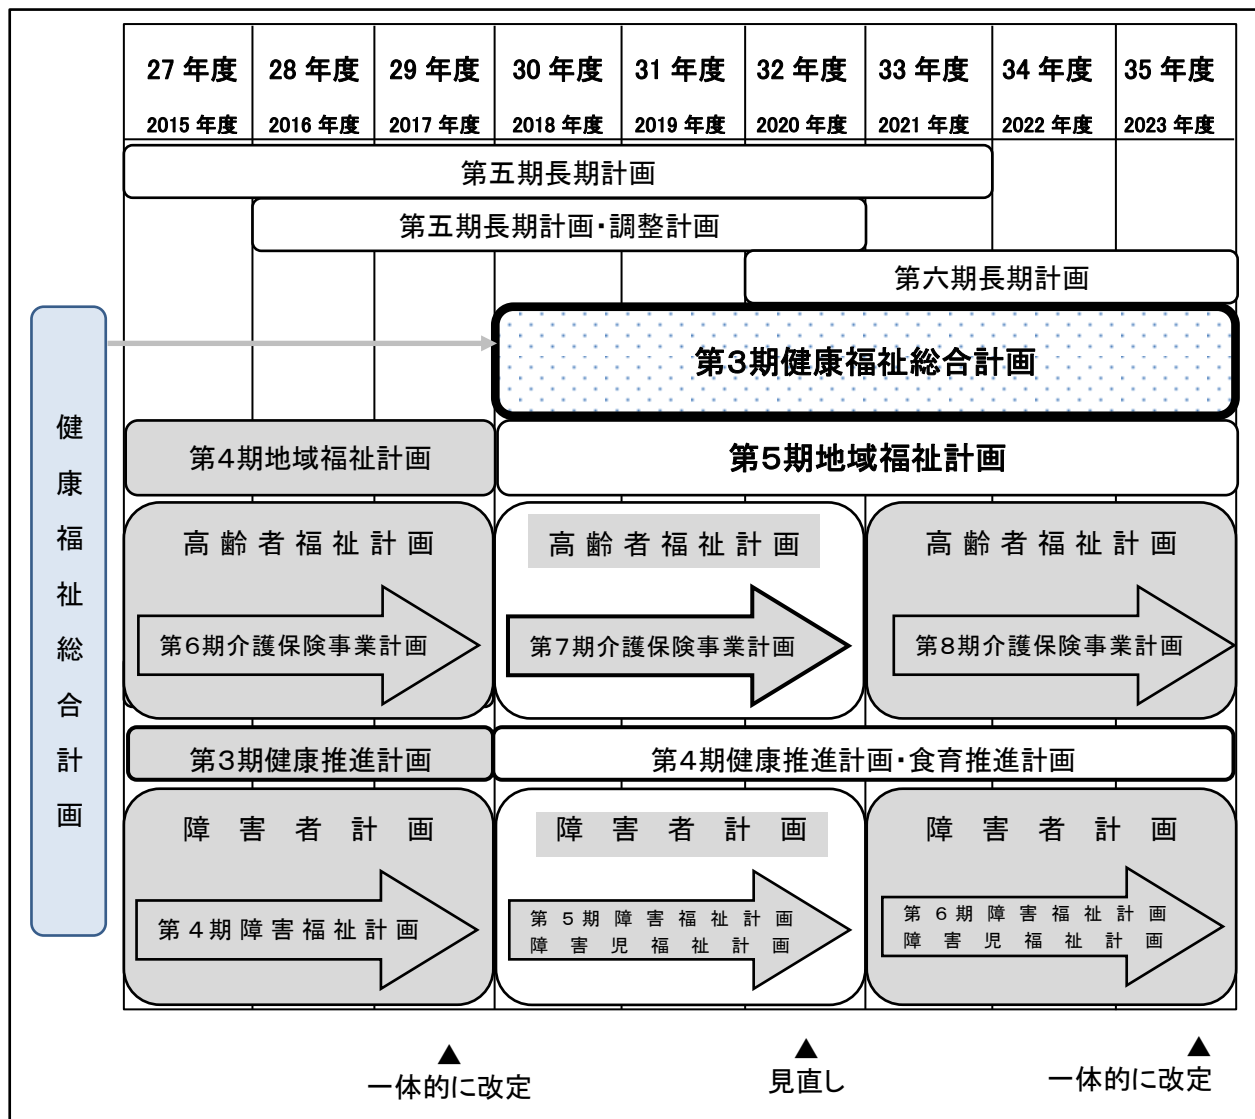 27 年度 28 年度 29 年度 30 年度 31 年度 32 年度 33 年度 34 年度 35 年度
2015 年度 2016 年度 2017 年度 2018 年度 2019 年度 2020 年度 2021 年度 2022 年度 2023 年度
第五期長期計画
第五期長期計画・調整計画
第六期長期計画
健康福祉総合計画
第3期健康福祉総合計画
第4期地域福祉計画 第5期地域福祉計画
高齢者福祉計画 高齢者福祉計画 高齢者福祉計画
第6期介護保険事業計画 第7期介護保険事業計画 第8期介護保険事業計画
第3期健康推進計画 第4期健康推進計画・食育推進計画
障害者計画 障害者計画 障害者計画
第4期障害福祉計画
第5期障害福祉計画
障害児福祉計画
第6期障害福祉計画
障害児福祉計画
▲ ▲ ▲
一体的に改定 見直し 一体的に改定